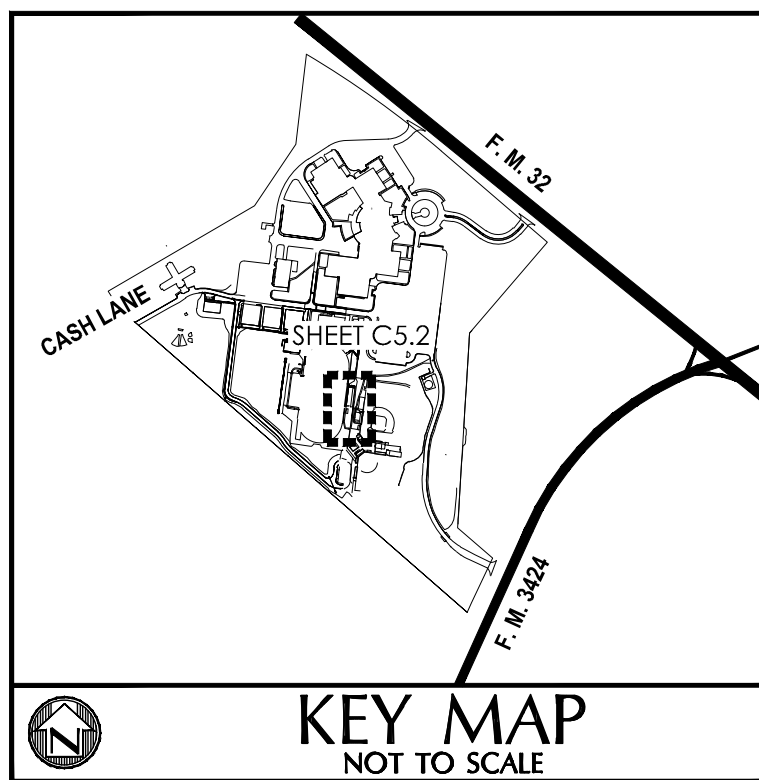 F. M. 32
CASH LANE
SHEET C5.2
F. M. 3424
N
KEY MAP
NOT TO SCALE